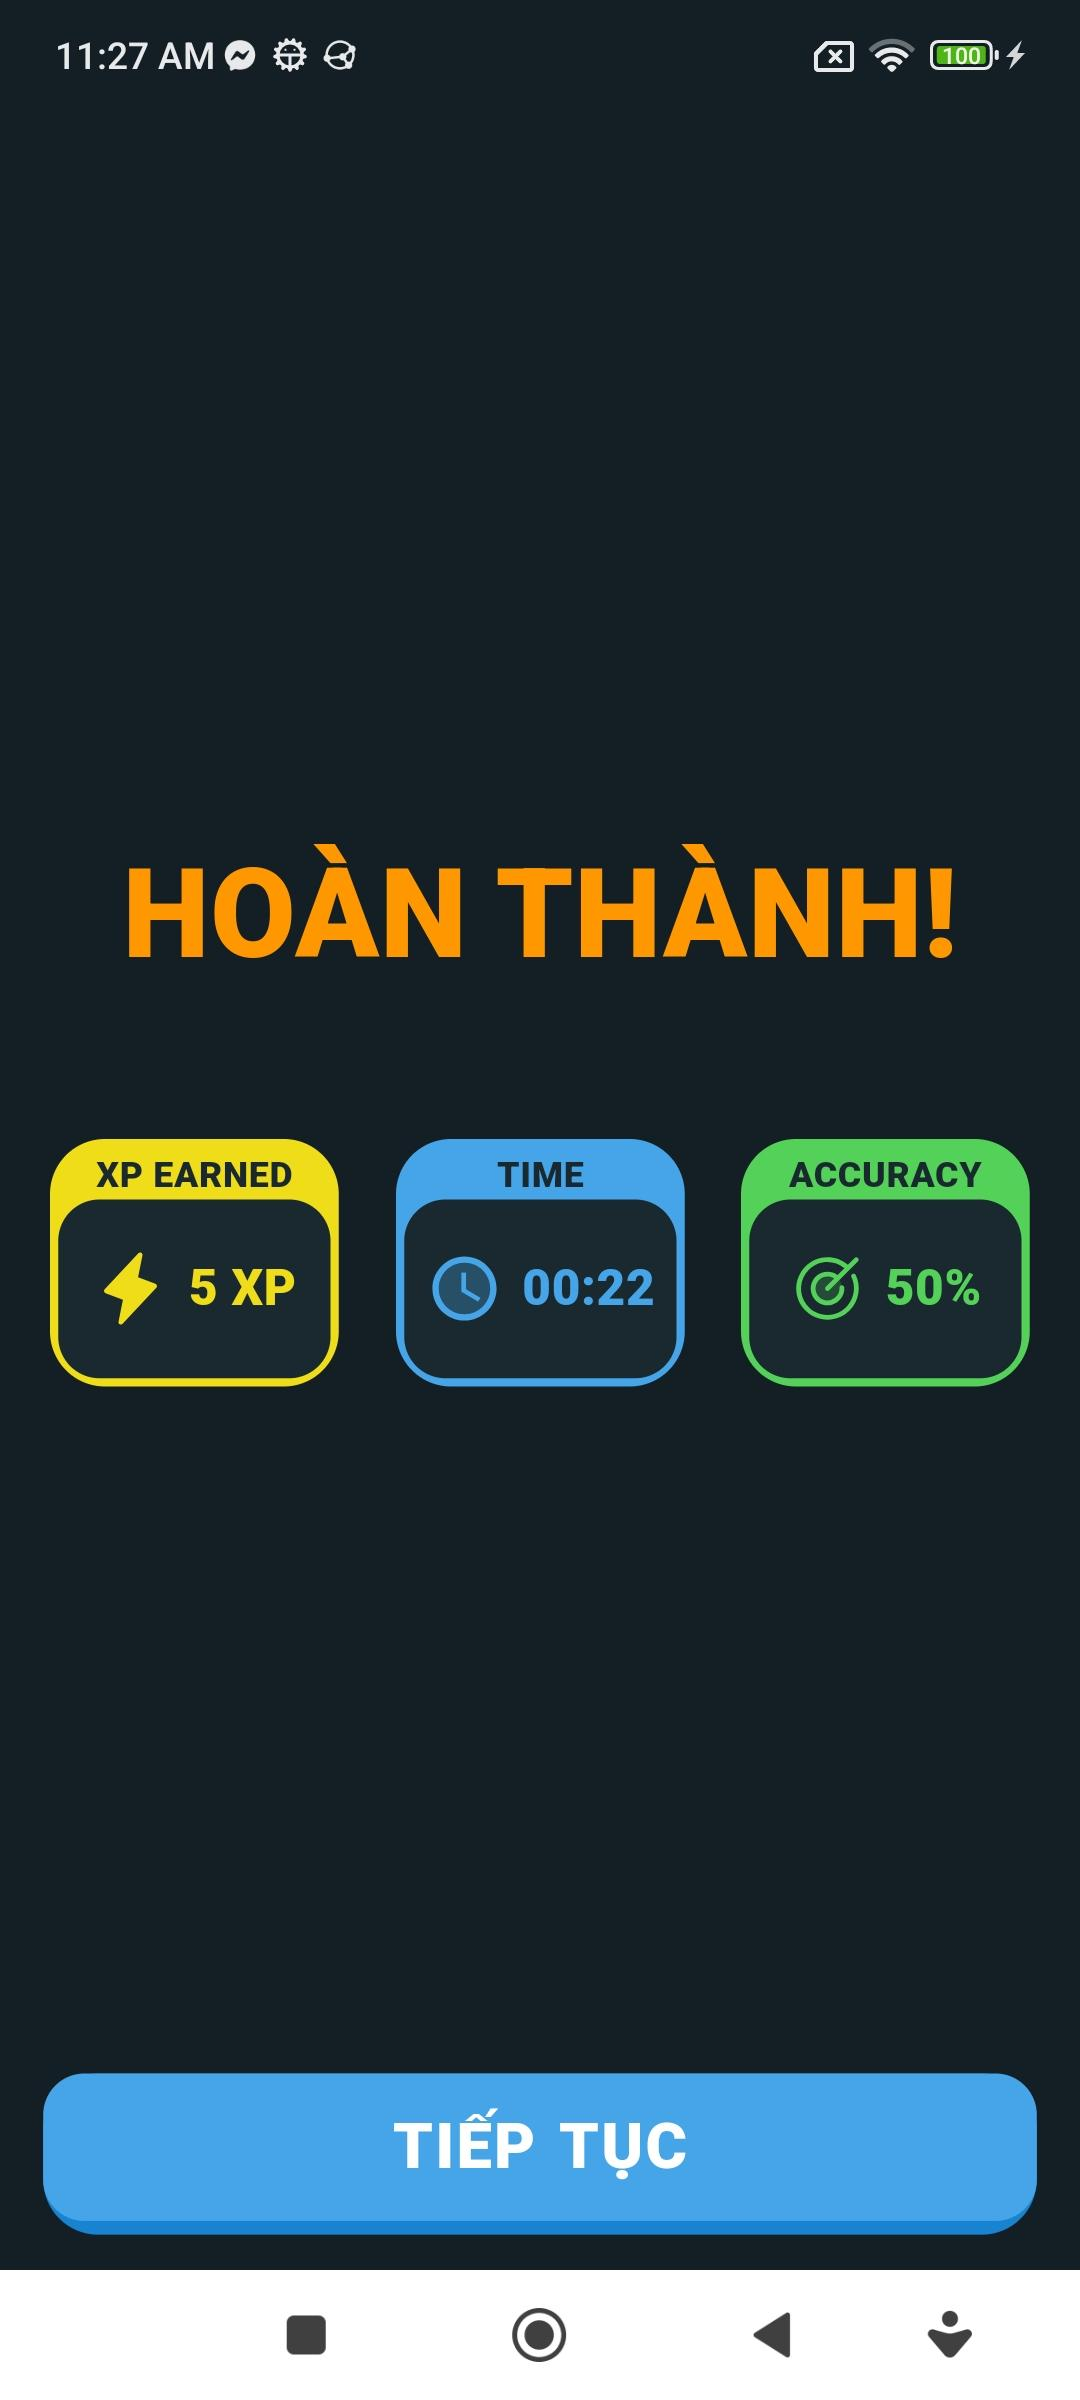 11:27 AM
100
HOÀN THÀNH!
XP EARNED
5 XP
TIME
00:22
ACCURACY
50%
TIẾP TỤC